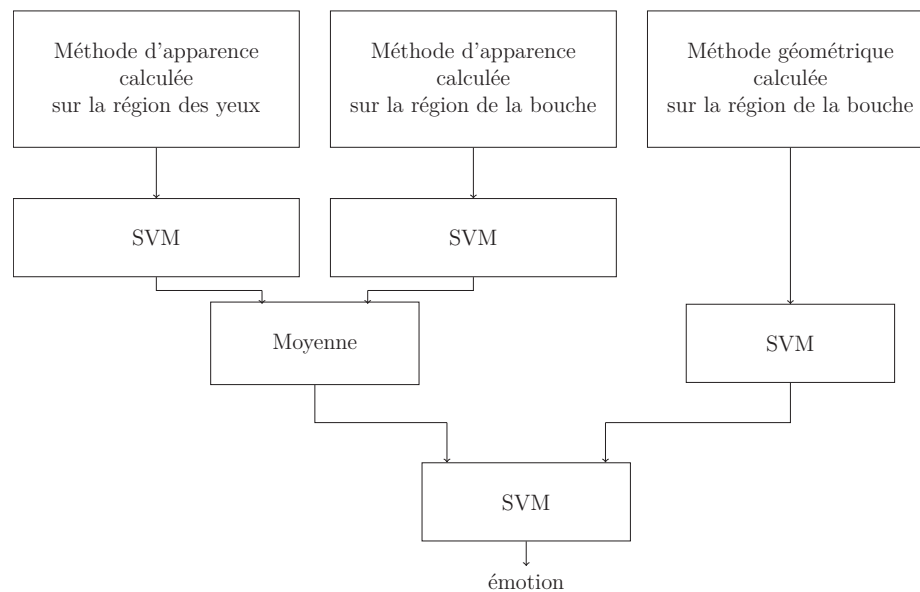 Méthode d'apparence
calculée
sur la région des yeux
Méthode d'apparence
calculée
sur la région de la bouche
Méthode géométrique
calculée
sur la région de la bouche
SVM
SVM
Moyenne
SVM
SVM
émotion